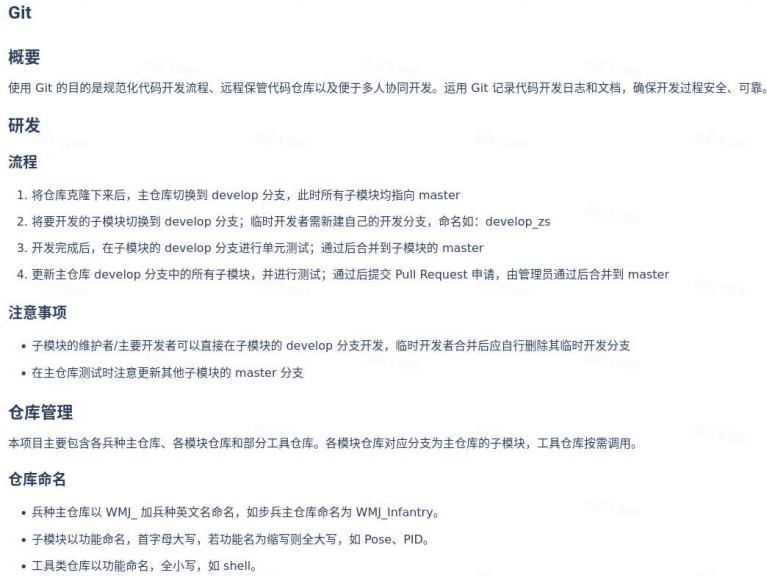 Git
概要
使用 Git 的目的是规范化代码开发流程、远程保管代码仓库以及便于多人协同开发。运用 Git 记录代码开发日志和文档，确保开发过程安全、可靠。
研发
流程
1. 将仓库克隆下来后，主仓库切换到 develop 分支，此时所有子模块均指向 master
2. 将要开发的子模块切换到 develop 分支；临时开发者需新建自己的开发分支，命名如：develop_zs
3. 开发完成后，在子模块的 develop 分支进行单元测试；通过后合并到子模块的 master
4. 更新主仓库 develop 分支中的所有子模块，并进行测试；通过后提交 Pull Request 申请，由管理员通过后合并到 master
注意事项
• 子模块的维护者/主要开发者可以直接在子模块的 develop 分支开发，临时开发者合并后应自行删除其临时开发分支
• 在主仓库测试时注意更新其他子模块的 master 分支
仓库管理
本项目主要包含各兵种主仓库、各模块仓库和部分工具仓库。各模块仓库对应分支为主仓库的子模块，工具仓库按需调用。
仓库命名
• 兵种主仓库以 WMJ_ 加兵种英文名命名，如步兵主仓库命名为 WMJ_Infantry。
• 子模块以功能命名，首字母大写，若功能名为缩写则全大写，如 Pose、PID。
• 工具类仓库以功能命名，全小写，如 shell。